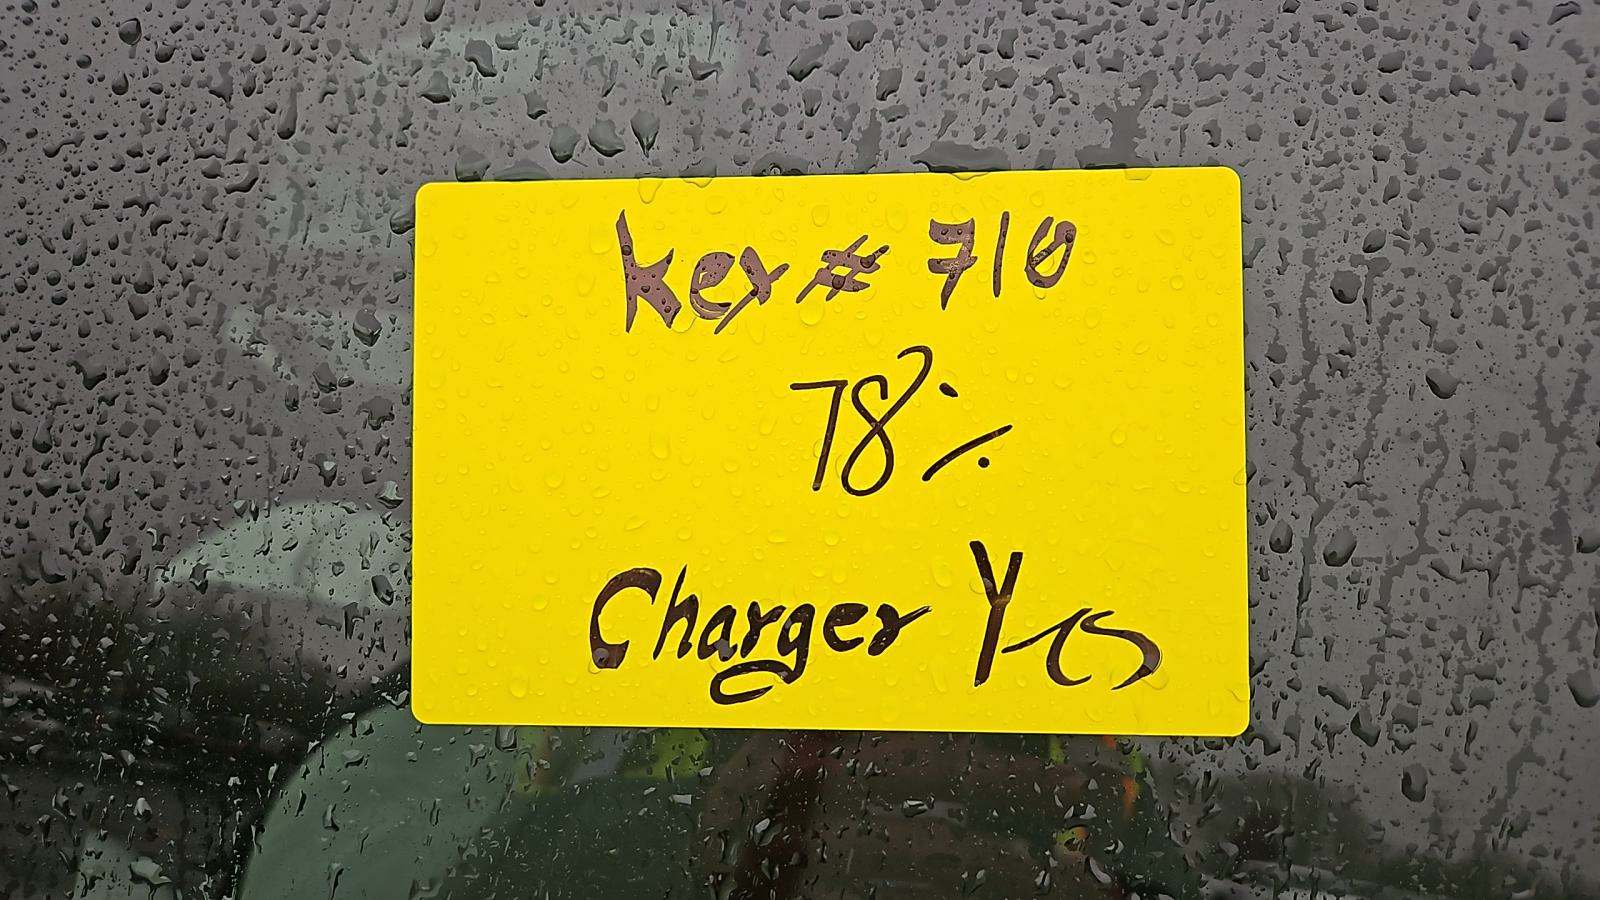 Key # 710
78%
Charger Yes